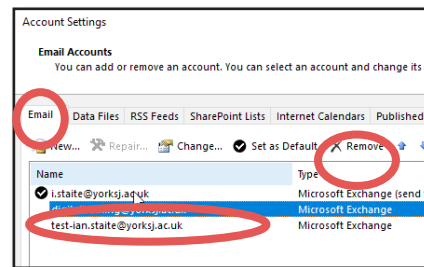 Account Settings
Email Accounts
You can add or remove an account. You can select an account and change its
Email Data Files RSS Feeds SharePoint Lists Internet Calendars Published
New... Repair... Change... Set as Default Remove
Name Type
i.staite@yorksj.ac.uk Microsoft Exchange (send
Microsoft Exchange
test-ian.staite@yorksj.ac.uk Microsoft Exchange